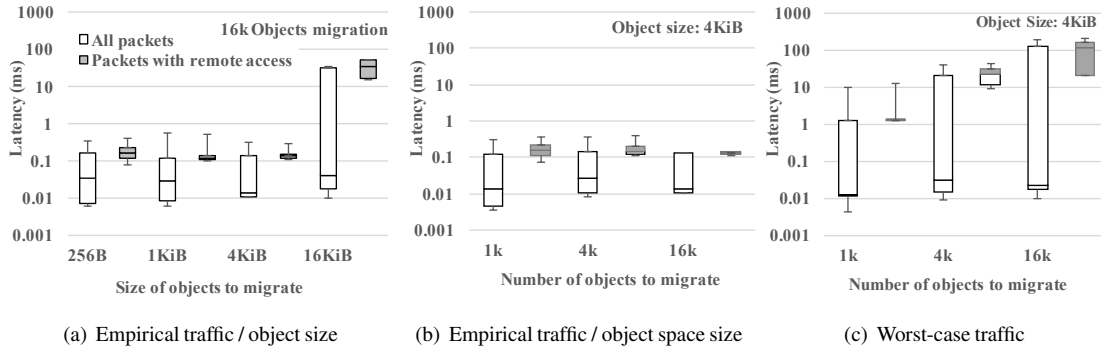 1000
100
10
1
0.1
0.01
0.001
Latency (ms)
16k Objects migration
All packets
Packets with remote access
256B 1KiB 4KiB 16KiB
Size of objects to migrate
(a) Empirical traffic / object size
1000
100
10
1
0.1
0.01
0.001
Latency (ms)
Object size: 4KiB
1k 4k 16k
Number of objects to migrate
(b) Empirical traffic / object space size
1000
100
10
1
0.1
0.01
0.001
Latency (ms)
Object Size: 4KiB
1k 4k 16k
Number of objects to migrate
(c) Worst-case traffic